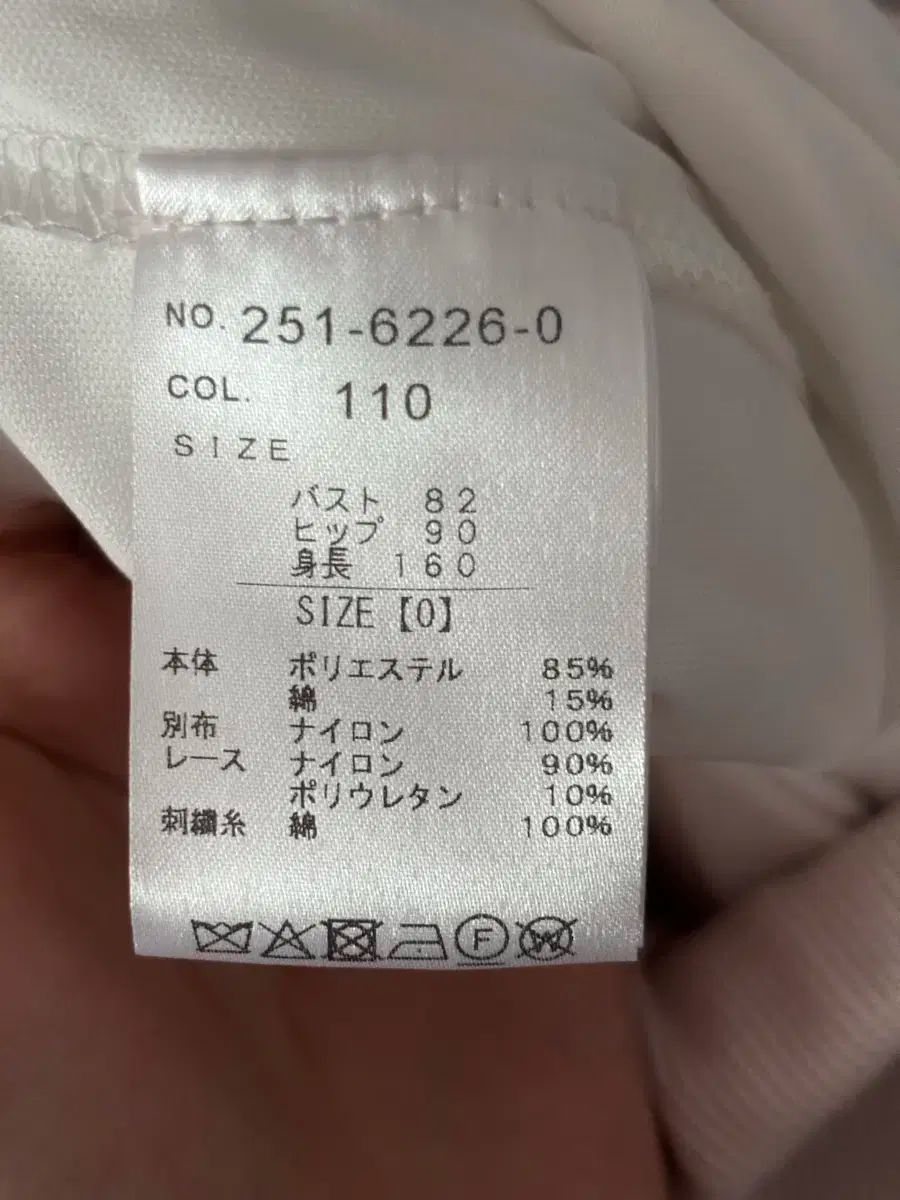 NO. 251-6226-0
COL. 110
SIZE
バスト 82
ヒップ 90
身長 160
SIZE【0】
本体 ポリエステル 85%
綿 15%
別布 ナイロン 100%
レース ナイロン 90%
ポリウレタン 10%
刺繍糸 綿 100%
F W